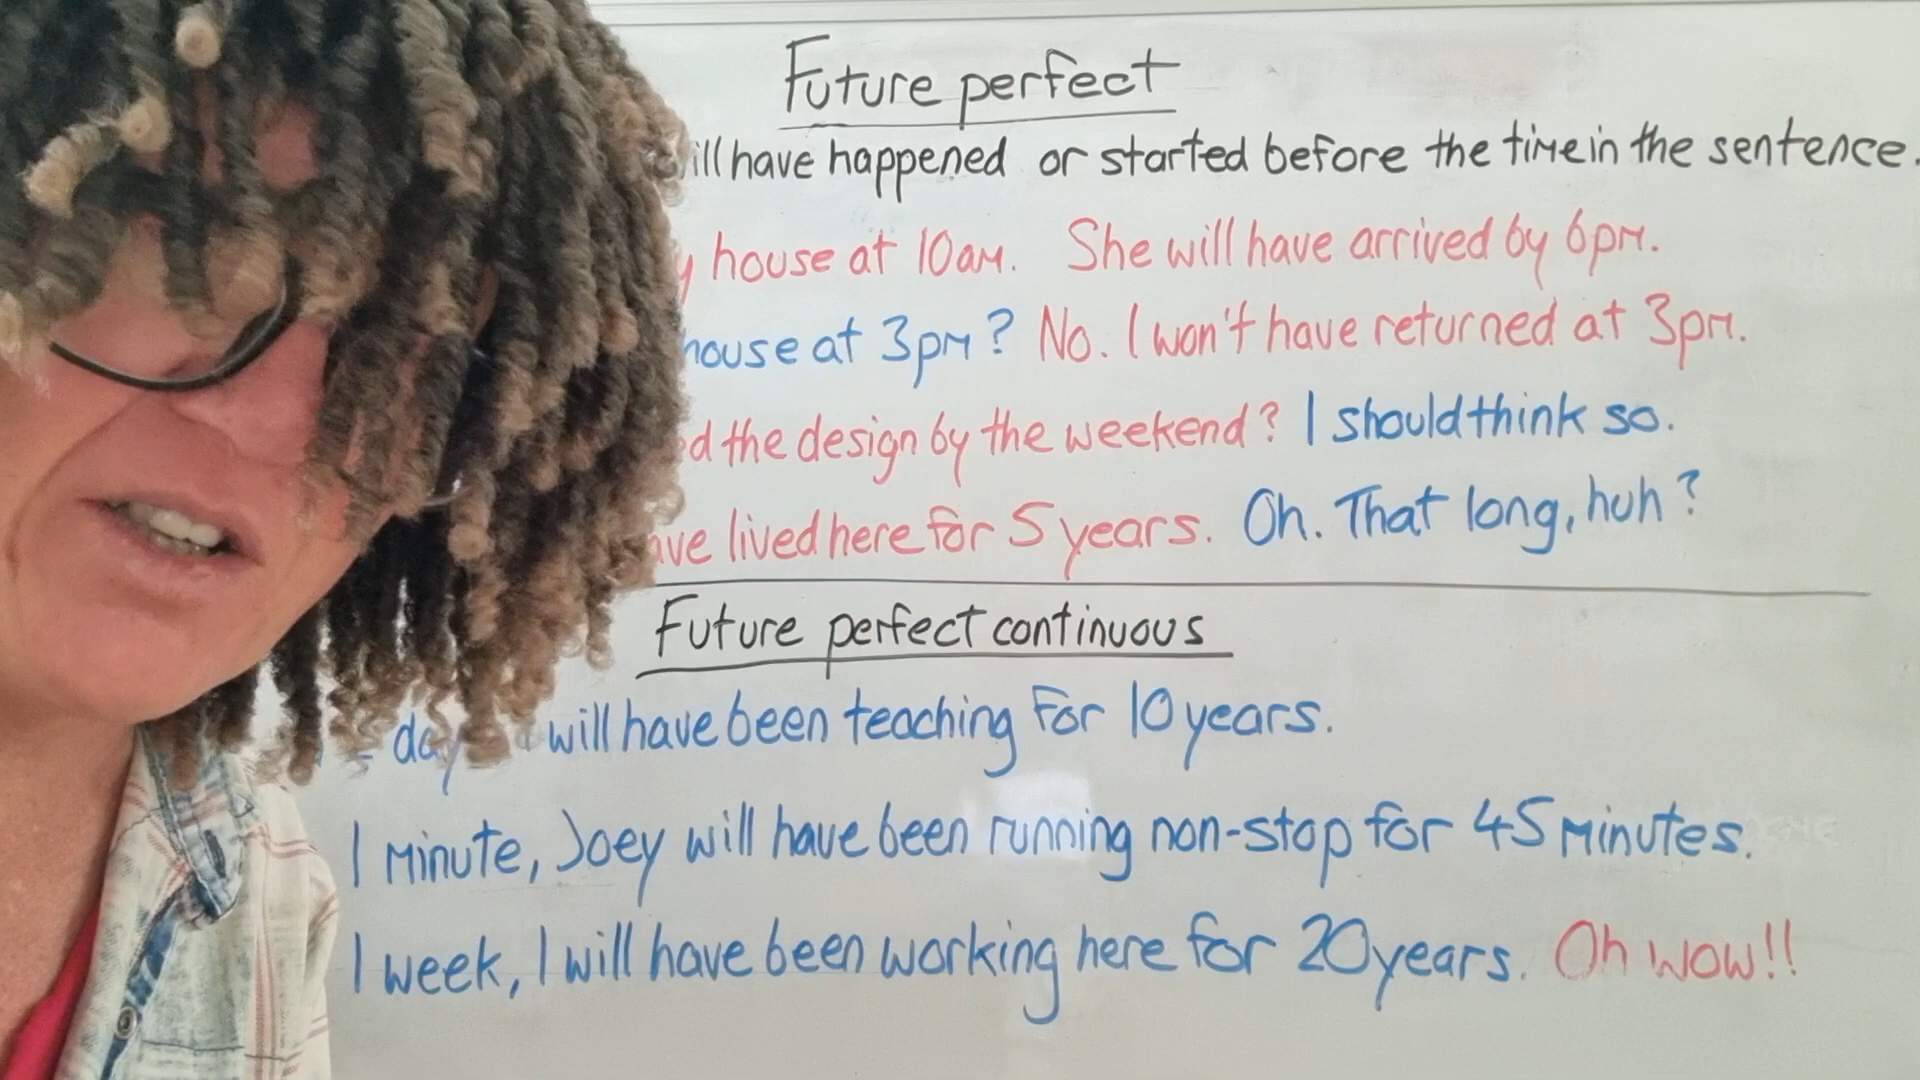 Future perfect
will have happened or started before the time in the sentence.
y house at 10am. She will have arrived by 6pm.
house at 3pm? No. I won't have returned at 3pm.
ed the design by the weekend? I should think so.
ave lived here for 5 years. Oh. That long, huh?
Future perfect continuous
will have been teaching for 10 years.
1 minute, Joey will have been running non-stop for 45 minutes.
1 week, I will have been working here for 20 years. Oh wow!!